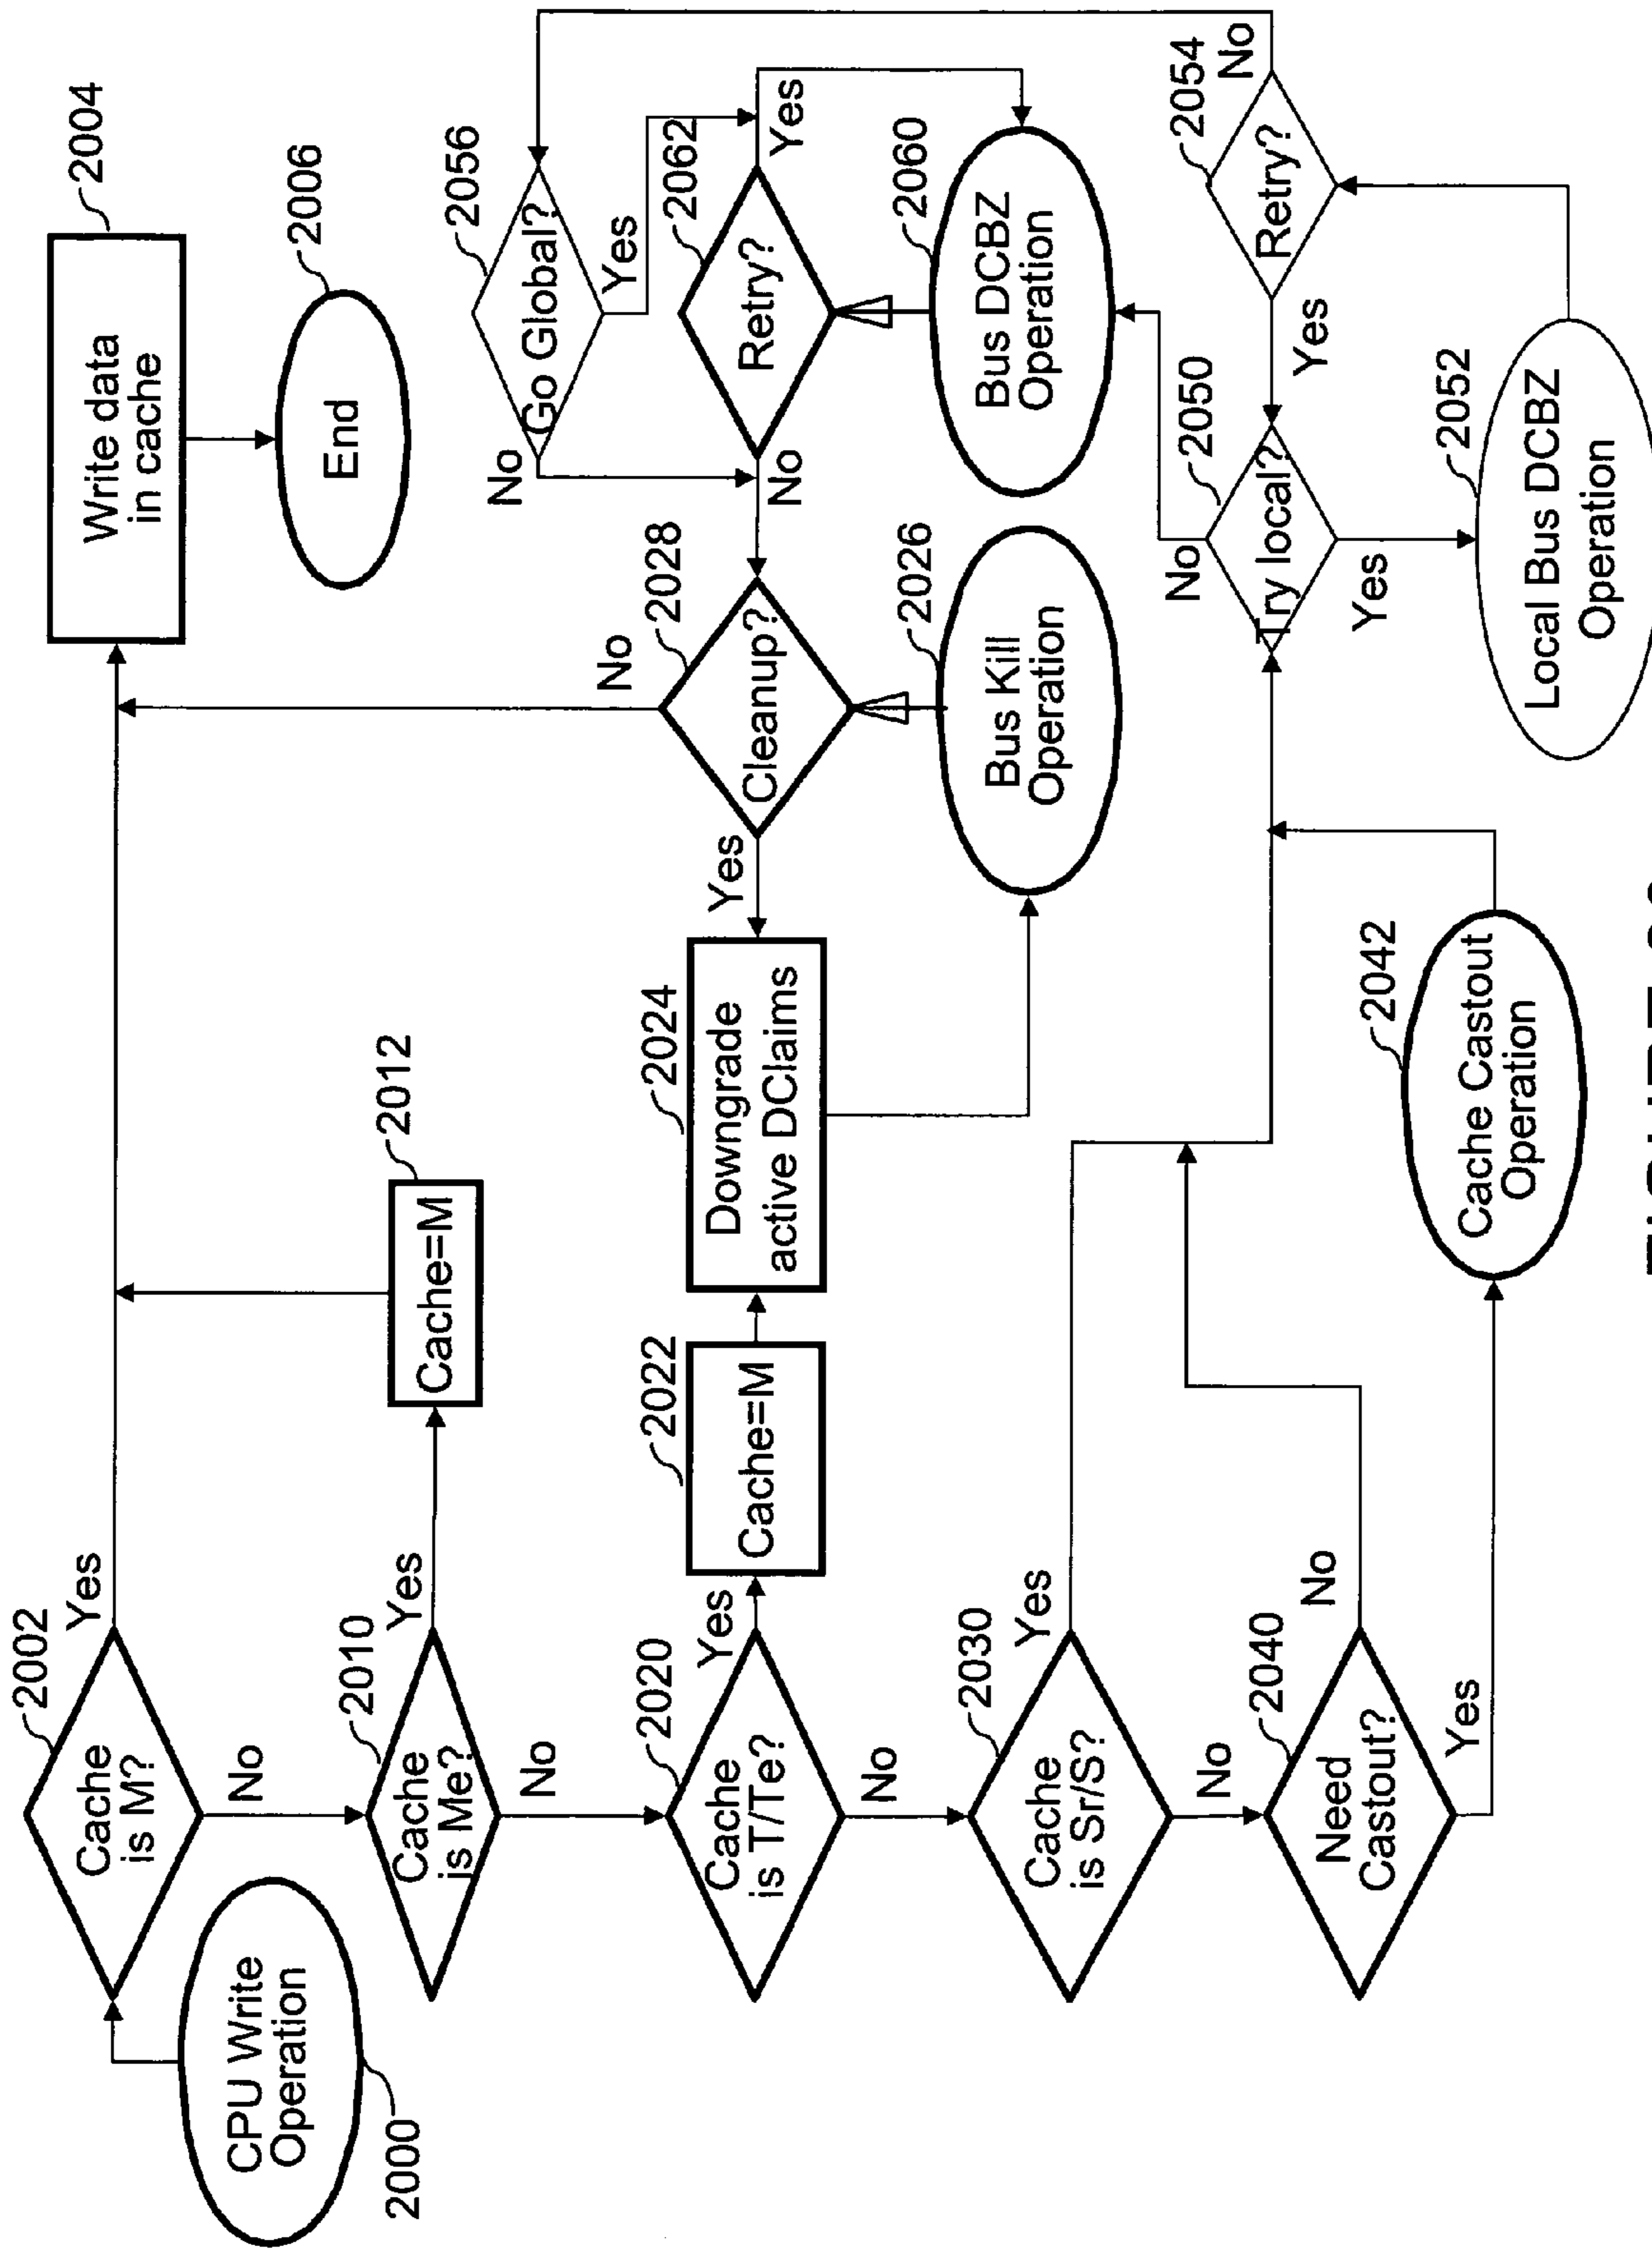 2000
CPU Write
Operation
2002
Cache
is M?
Yes
No
2004
Write data
in cache
2006
End
2010
Cache
is Me?
Yes
No
2012
Cache=M
2020
Cache
is T/Te?
Yes
No
2022
Cache=M
2024
Downgrade
active DClaims
2028
Cleanup?
Yes
No
2026
Bus Kill
Operation
2056
Go Global?
No
Yes
2062
Retry?
No
Yes
2060
Bus DCBZ
Operation
2030
Cache
is Sr/S?
Yes
No
2040
Need
Castout?
No
Yes
2042
Cache Castout
Operation
2050
Try local?
No
Yes
2054
Retry?
No
Yes
2052
Local Bus DCBZ
Operation